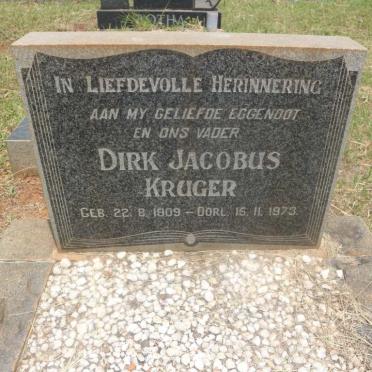 OTHA
IN LIEFDEVOLLE HERINNERING
AAN MY GELIEFDE EGGENOOT
EN ONS VADER
DIRK JACOBUS
KRUGER
GEB. 22. 8. 1909 - OORL. 16. 11. 1973.